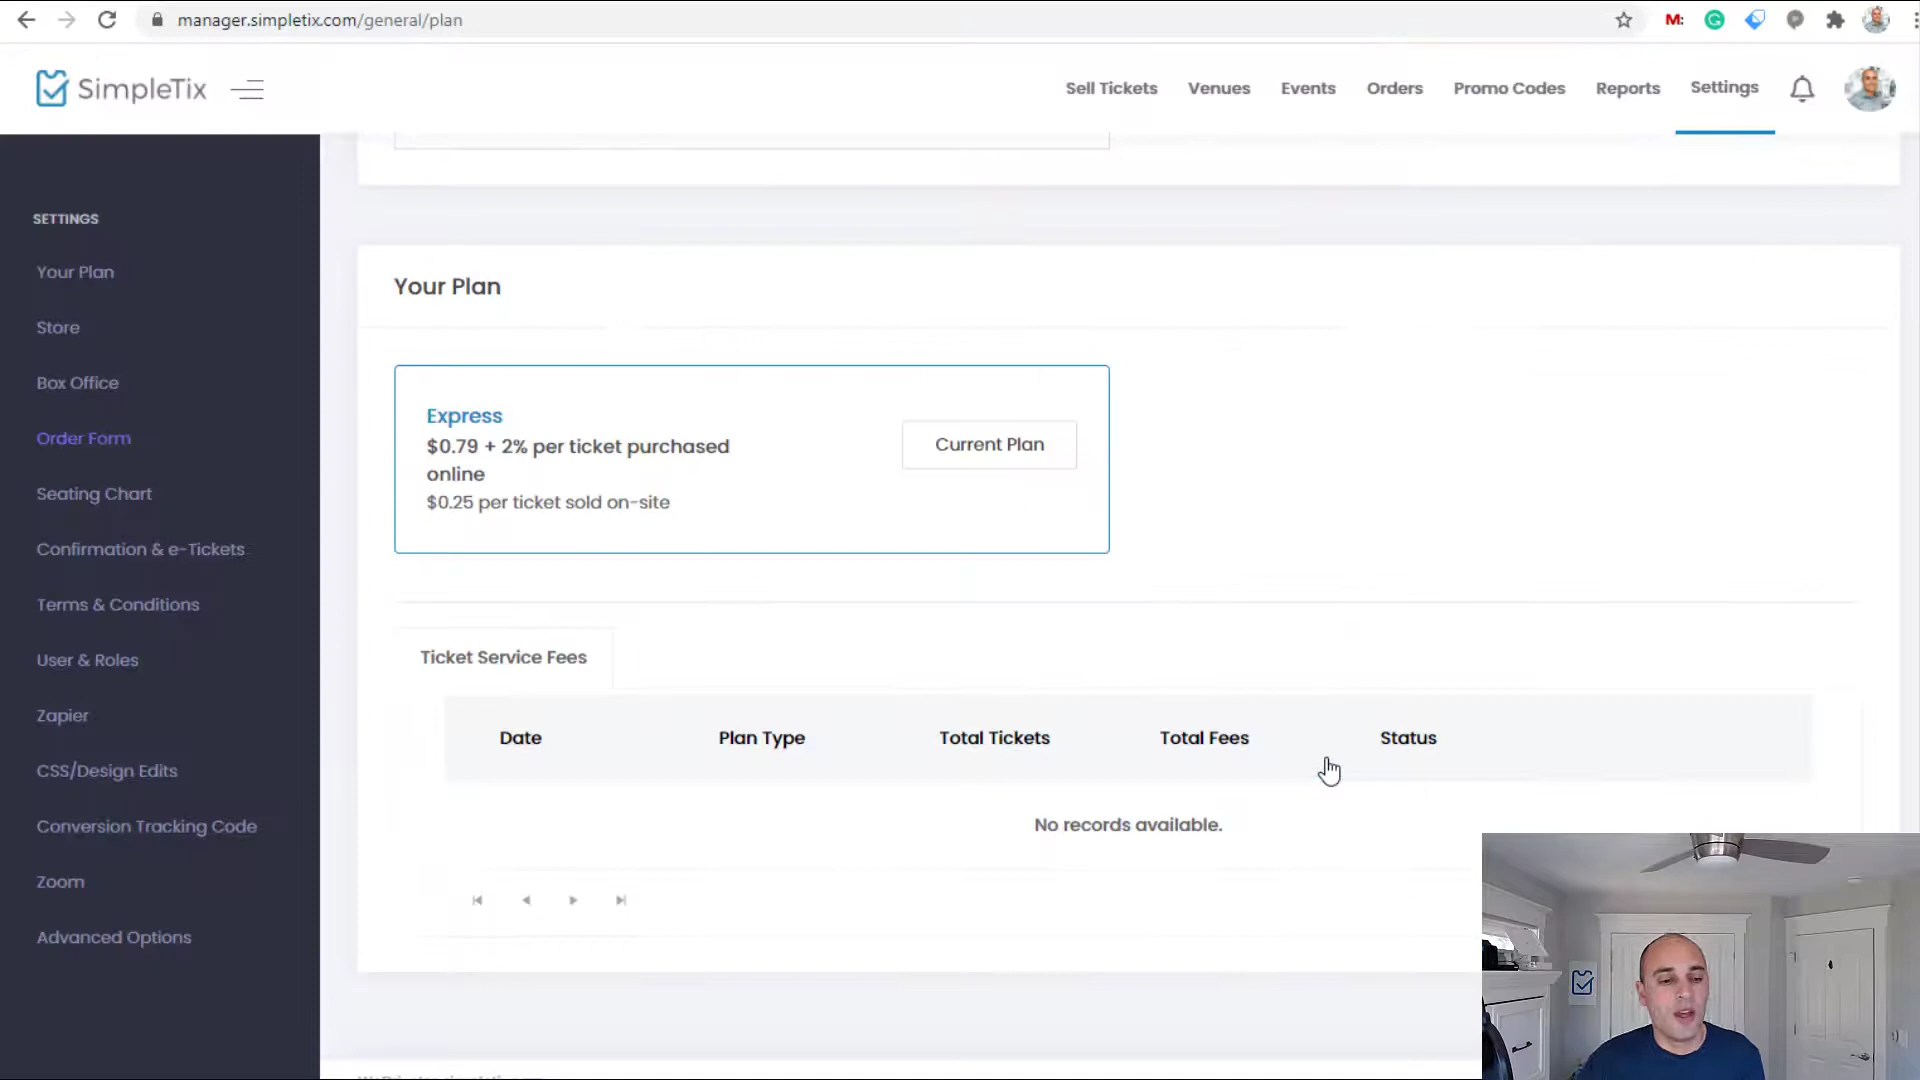 manager.simpletix.com/general/plan
M:
SimpleTix
Sell Tickets
Venues
Events
Orders
Promo Codes
Reports
Settings
SETTINGS
Your Plan
Store
Box Office
Order Form
Seating Chart
Confirmation & e-Tickets
Terms & Conditions
User & Roles
Zapier
CSS/Design Edits
Conversion Tracking Code
Zoom
Advanced Options
Your Plan
Express
$0.79 + 2% per ticket purchased
online
$0.25 per ticket sold on-site
Current Plan
Ticket Service Fees
Date Plan Type Total Tickets Total Fees Status
No records available.